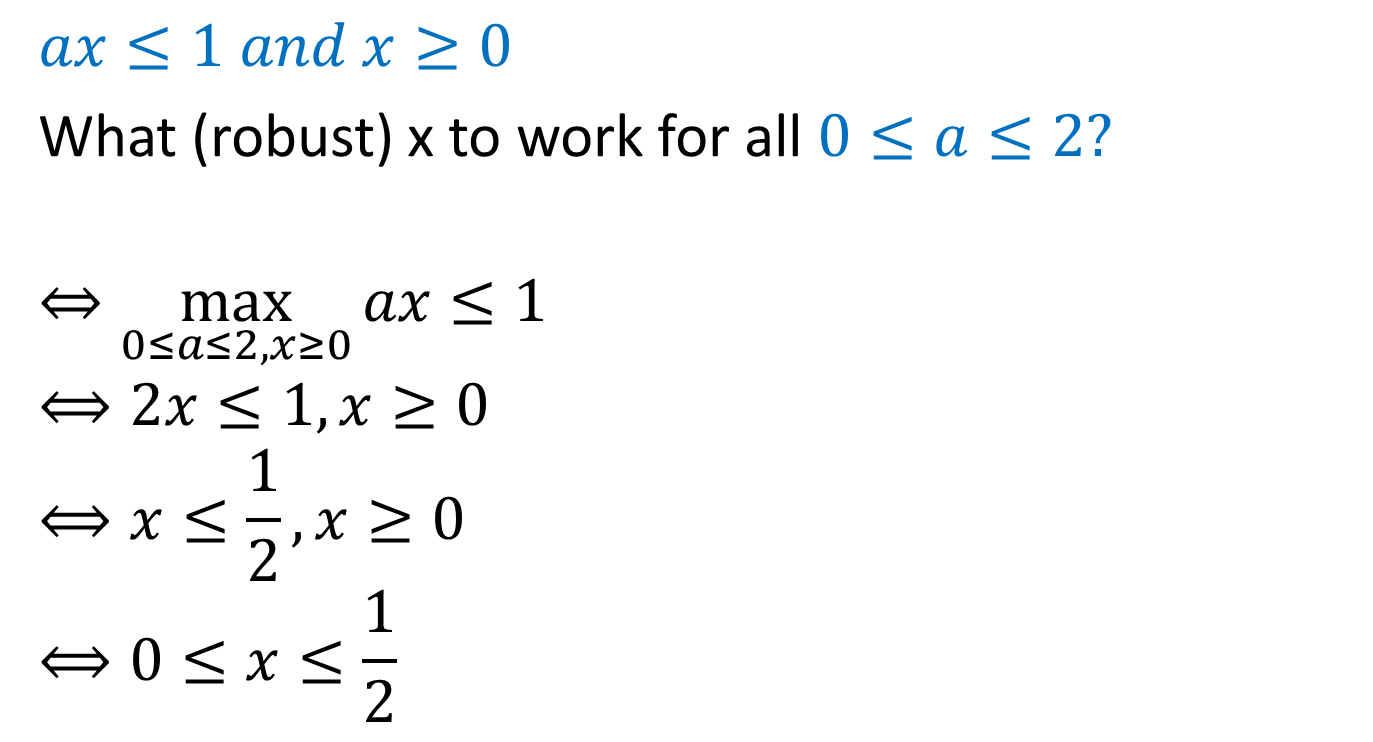 ax ≤ 1 and x ≥ 0
What (robust) x to work for all 0 ≤ a ≤ 2?
⇔ max ax ≤ 1
0≤a≤2,x≥0
⇔ 2x ≤ 1, x ≥ 0
⇔ x ≤ 1/2, x ≥ 0
⇔ 0 ≤ x ≤ 1/2